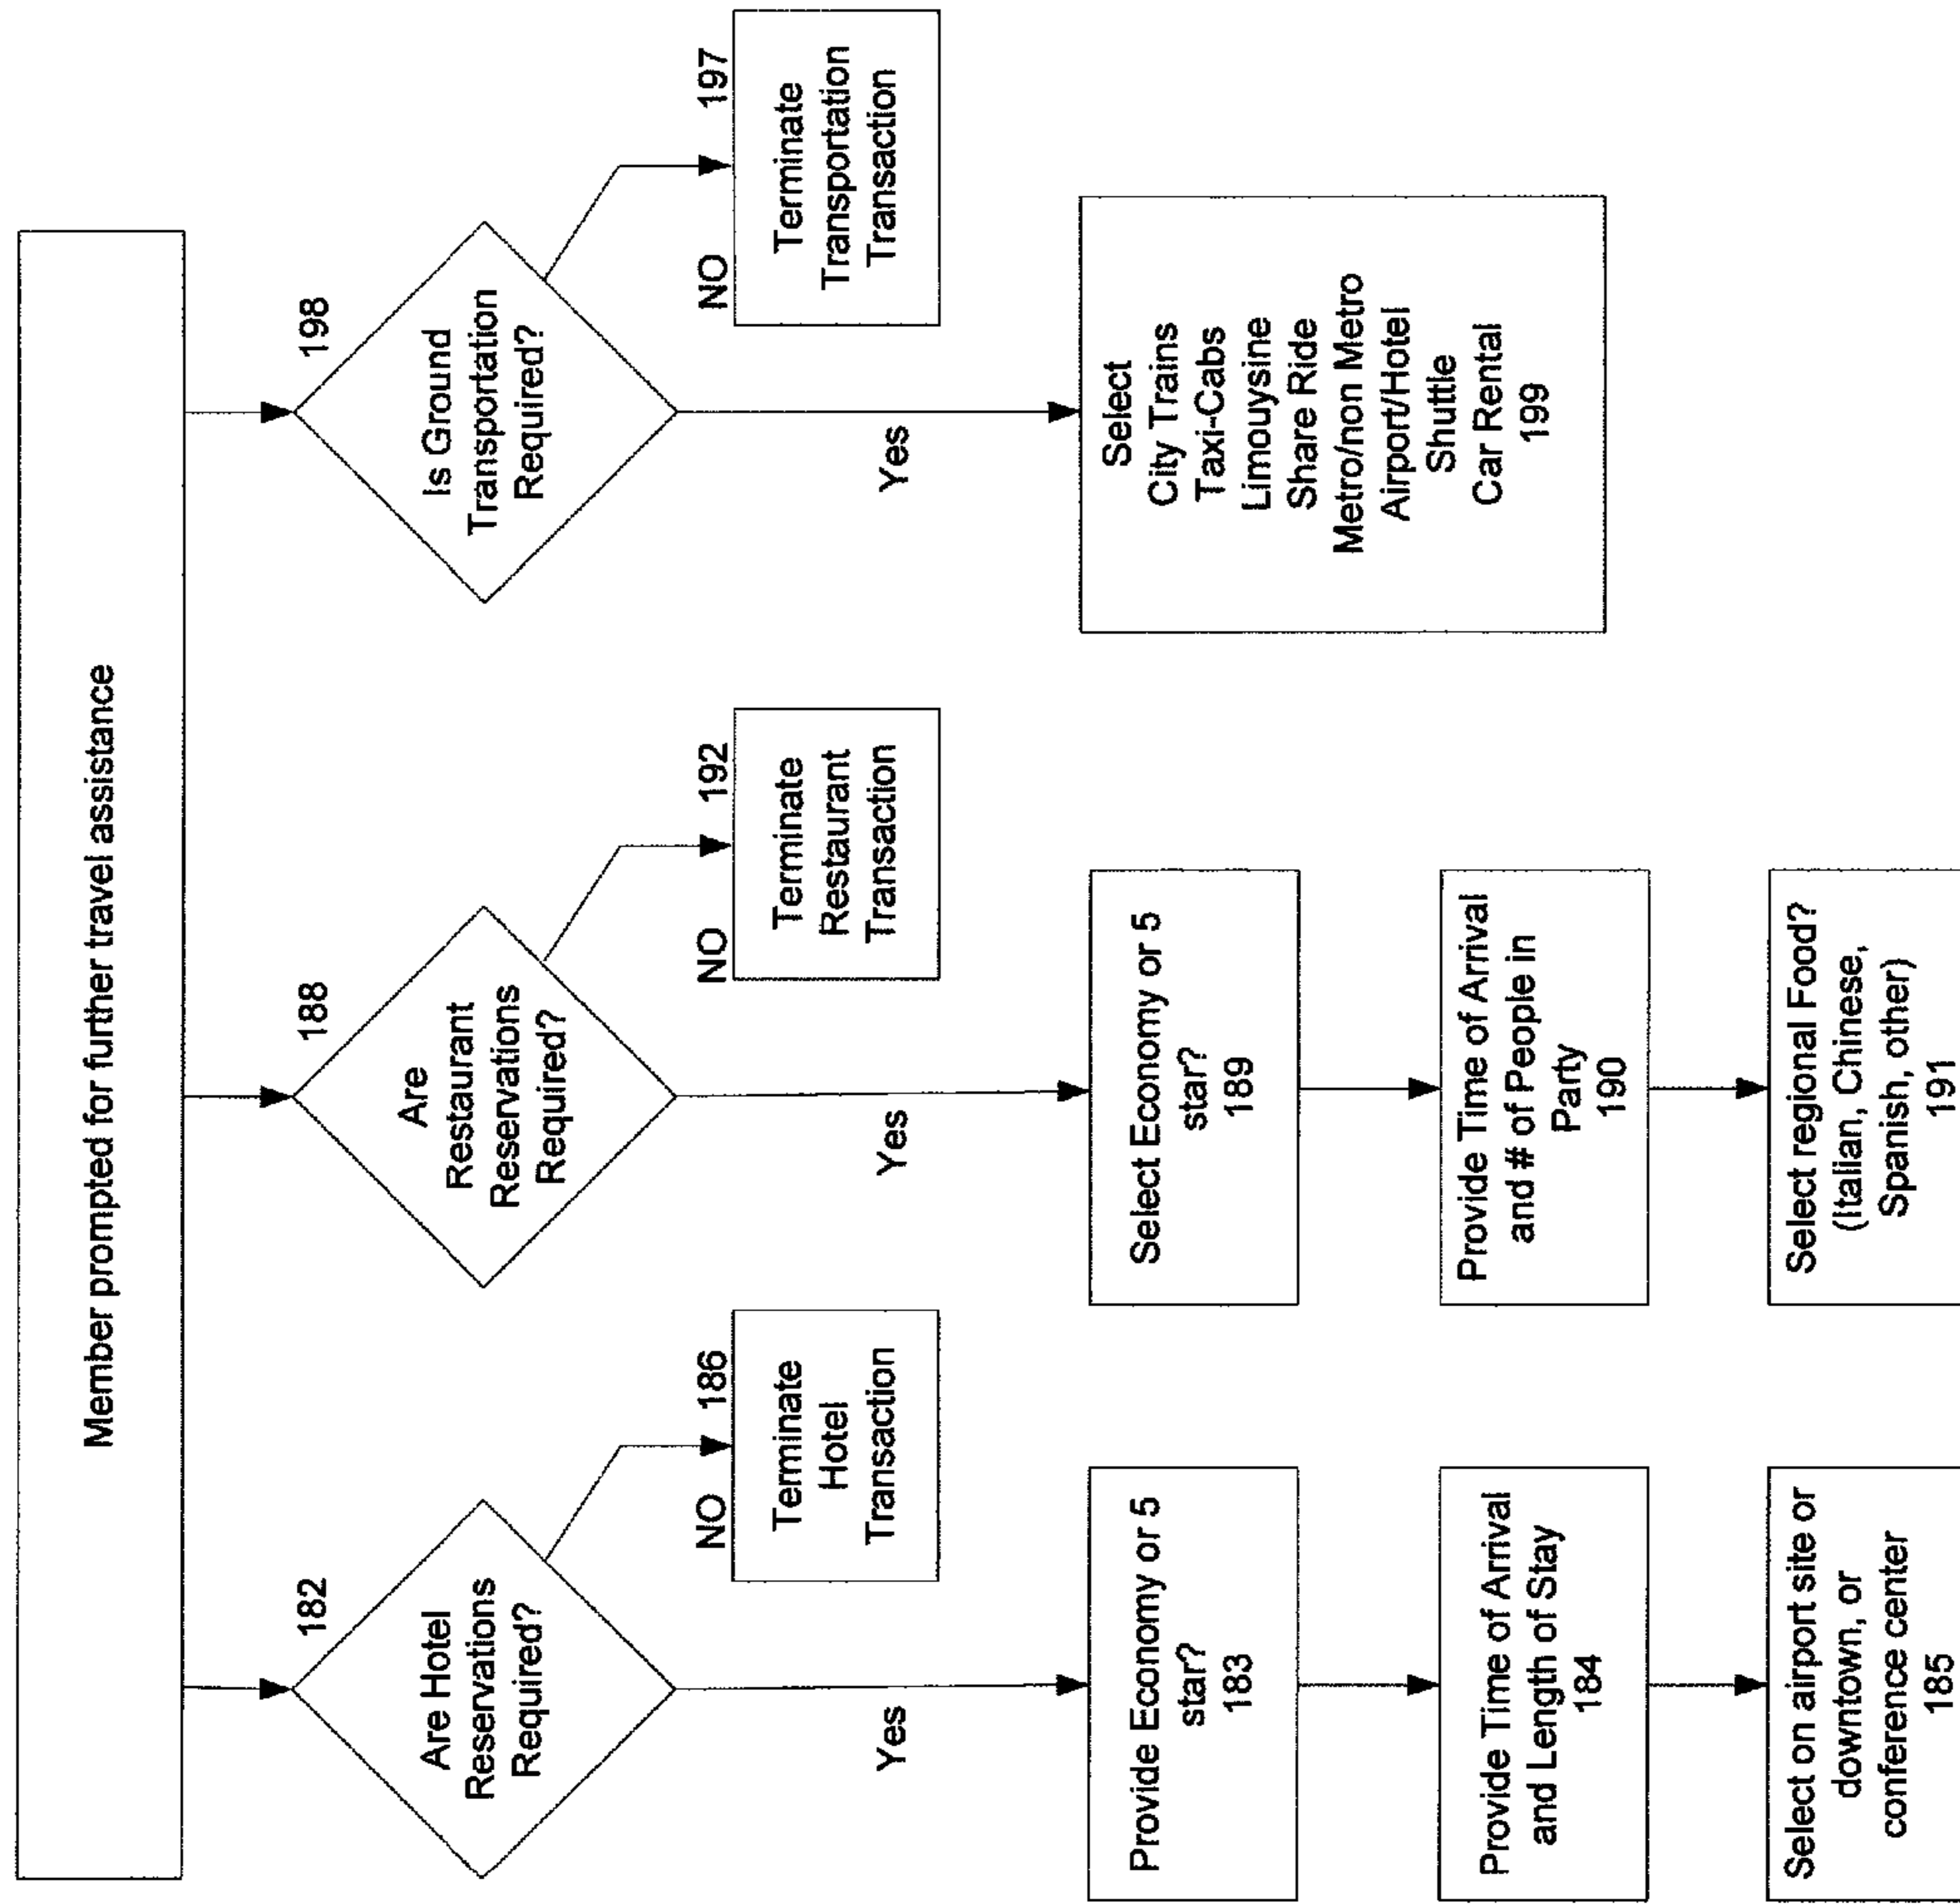 Member prompted for further travel assistance
182
Are Hotel
Reservations
Required?
NO
186
Terminate
Hotel
Transaction
Yes
Provide Economy or 5
star?
183
Provide Time of Arrival
and Length of Stay
184
Select on airport site or
downtown, or
conference center
185
188
Are
Restaurant
Reservations
Required?
NO
192
Terminate
Restaurant
Transaction
Yes
Select Economy or 5
star?
189
Provide Time of Arrival
and # of People in
Party
190
Select regional Food?
(Italian, Chinese,
Spanish, other)
191
198
Is Ground
Transportation
Required?
NO
197
Terminate
Transportation
Transaction
Yes
Select
City Trains
Taxi-Cabs
Limouysine
Share Ride
Metro/non Metro
Airport/Hotel
Shuttle
Car Rental
199